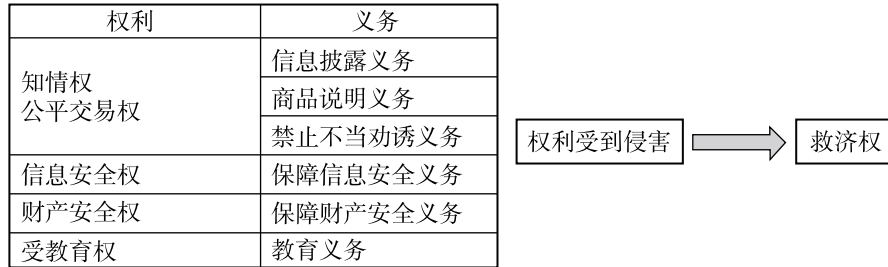 权利
义务
知情权
公平交易权
信息披露义务
商品说明义务
禁止不当劝诱义务
信息安全权
保障信息安全义务
财产安全权
保障财产安全义务
受教育权
教育义务
权利受到侵害
救济权